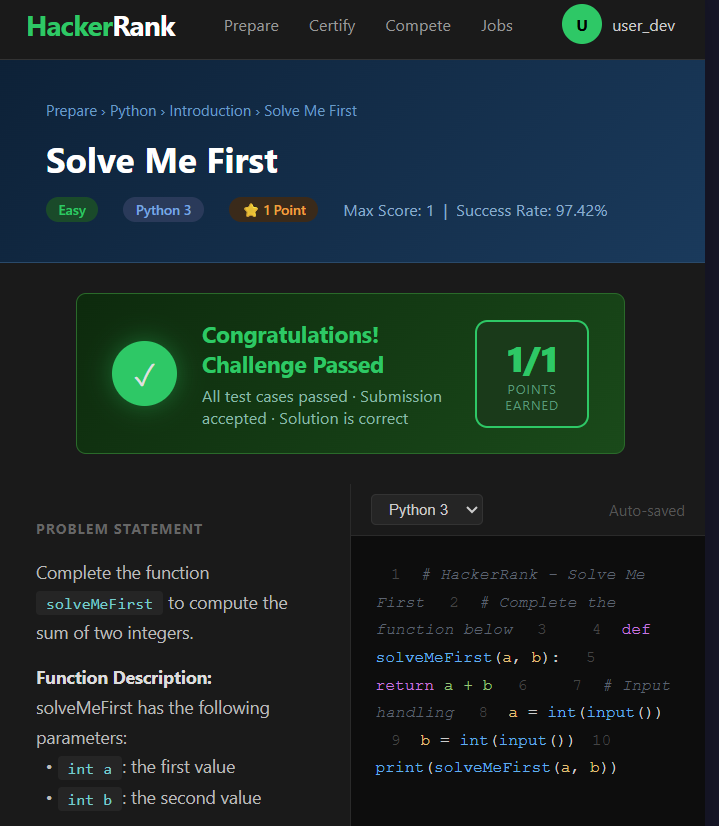 HackerRank Prepare Certify Compete Jobs U user_dev
Prepare › Python › Introduction › Solve Me First
Solve Me First
Easy Python 3 ⭐ 1 Point Max Score: 1 | Success Rate: 97.42%
✓
Congratulations!
Challenge Passed
All test cases passed · Submission
accepted · Solution is correct
1/1
POINTS
EARNED
PROBLEM STATEMENT
Complete the function
solveMeFirst to compute the
sum of two integers.
Function Description:
solveMeFirst has the following
parameters:
• int a : the first value
• int b : the second value
Python 3 Auto-saved
1 # HackerRank - Solve Me
First 2 # Complete the
function below 3 4 def
solveMeFirst(a, b): 5
return a + b 6 7 # Input
handling 8 a = int(input())
9 b = int(input()) 10
print(solveMeFirst(a, b))